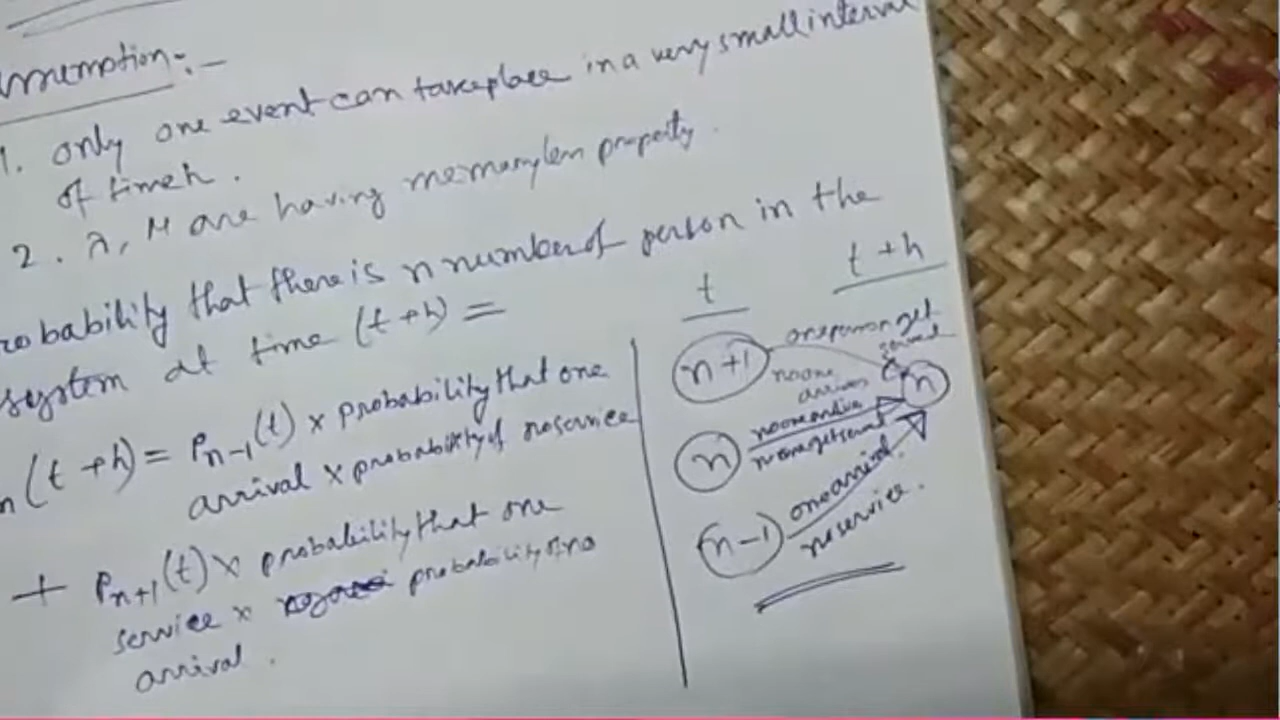 Assumption:-
1. only one event can take place in a very small interval
of time h.
2. λ, μ are having memorylem property.
robability that there is n number of person in the
system at time (t+h) =
n(t+h) = Pn-1(t) × probability that one
arrival × probability of no service
+ Pn+1(t) × probability that one
service × probability of no
arrival.
t t+h
n+1 one person get
served
no one
arrives
n
n no one arrive
no one get served
n-1 one arrival.
no service.